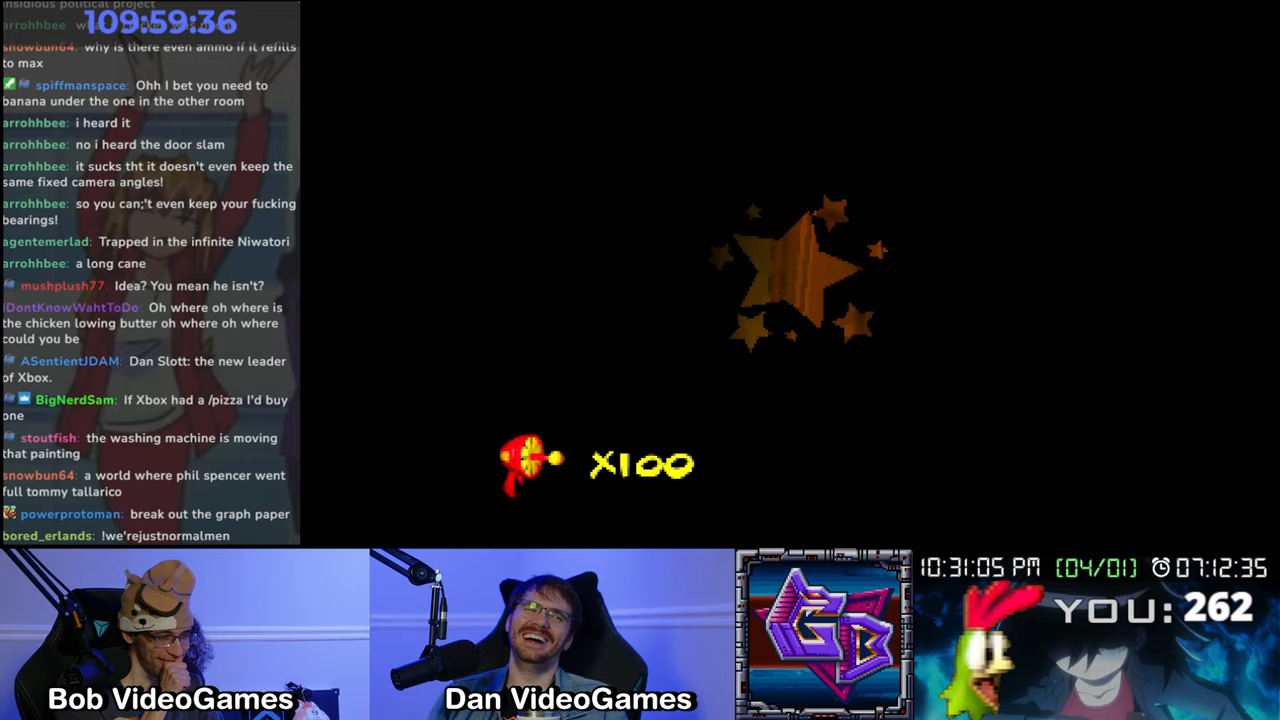 insidious political project
109:59:36
snowbun64: why is there even ammo if it refills
to max
spiffmanspace: Ohh I bet you need to
banana under the one in the other room
arrohhbee: i heard it
arrohhbee: no i heard the door slam
arrohhbee: it sucks tht it doesn't even keep the
same fixed camera angles!
arrohhbee: so you can;'t even keep your fucking
bearings!
agentemerlad: Trapped in the infinite Niwatori
arrohhbee: a long cane
mushplush77: Idea? You mean he isn't?
IDontKnowWahtToDo: Oh where oh where is
the chicken lowing butter oh where oh where
could you be
ASentientJDAM: Dan Slott: the new leader
of Xbox.
BigNerdSam: If Xbox had a /pizza I'd buy
one
stoutfish: the washing machine is moving
that painting
snowbun64: a world where phil spencer went
full tommy tallarico
powerprotoman: break out the graph paper
bored_erlands: !we'rejustnormalmen
X100
Bob VideoGames
Dan VideoGames
GB
10:31:05 PM [04/01] 07:12:35
YOU: 262